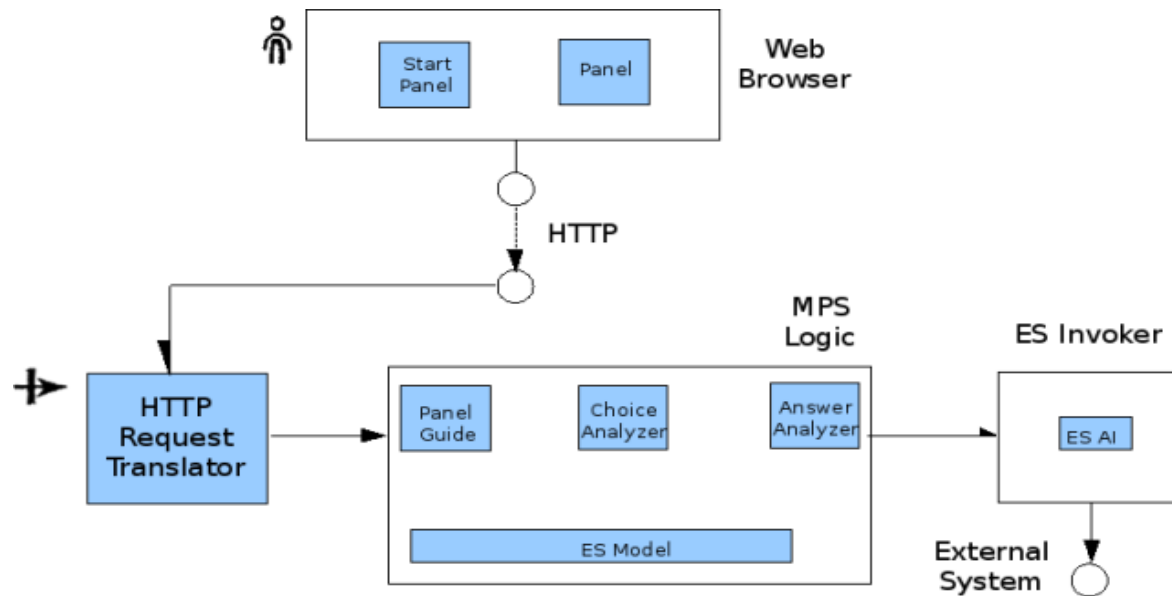 Start
Panel
Panel
Web
Browser
HTTP
MPS
Logic
ES Invoker
HTTP
Request
Translator
Panel
Guide
Choice
Analyzer
Answer
Analyzer
ES AI
ES Model
External
System